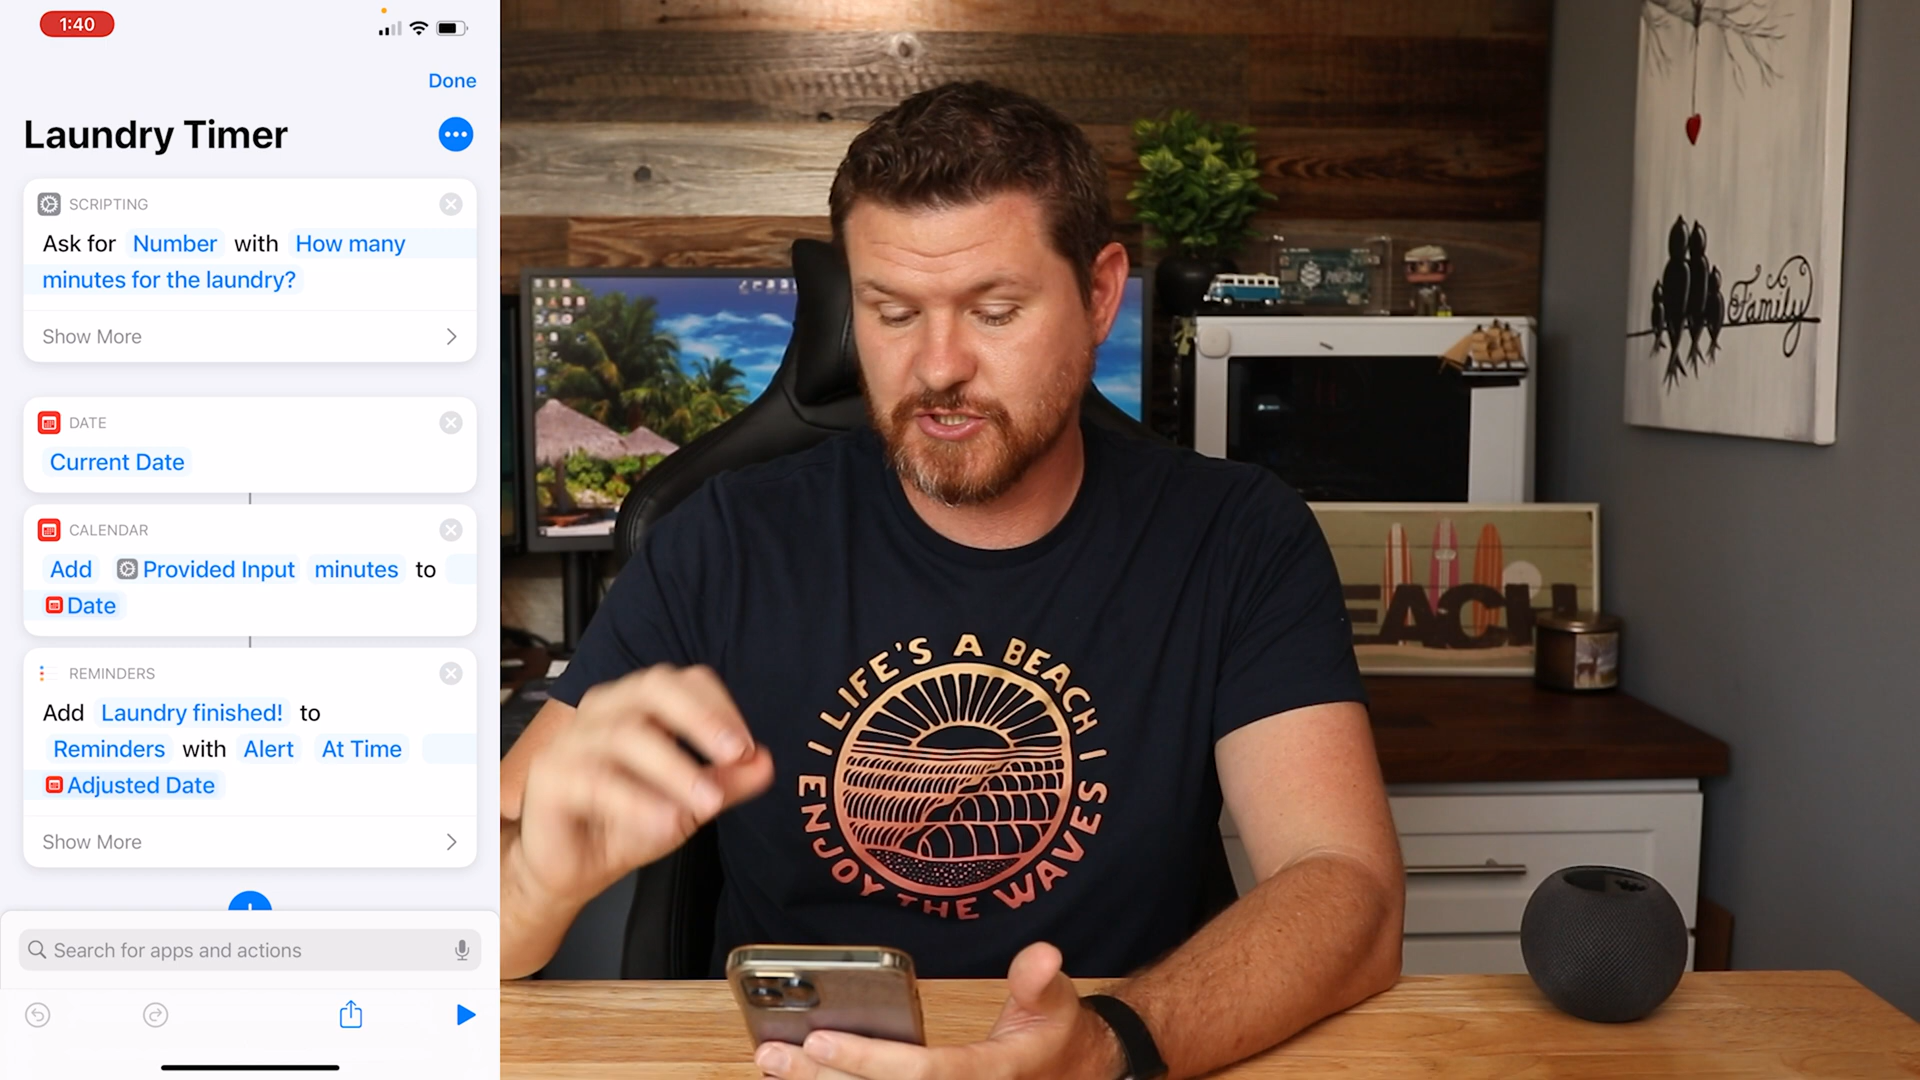 1:40
Done
Laundry Timer
SCRIPTING
Ask for Number with How many
minutes for the laundry?
Show More
DATE
Current Date
CALENDAR
Add Provided Input minutes to
Date
REMINDERS
Add Laundry finished! to
Reminders with Alert At Time
Adjusted Date
Show More
Search for apps and actions
Family
BEACH
LIFE'S A BEACH
ENJOY THE WAVES